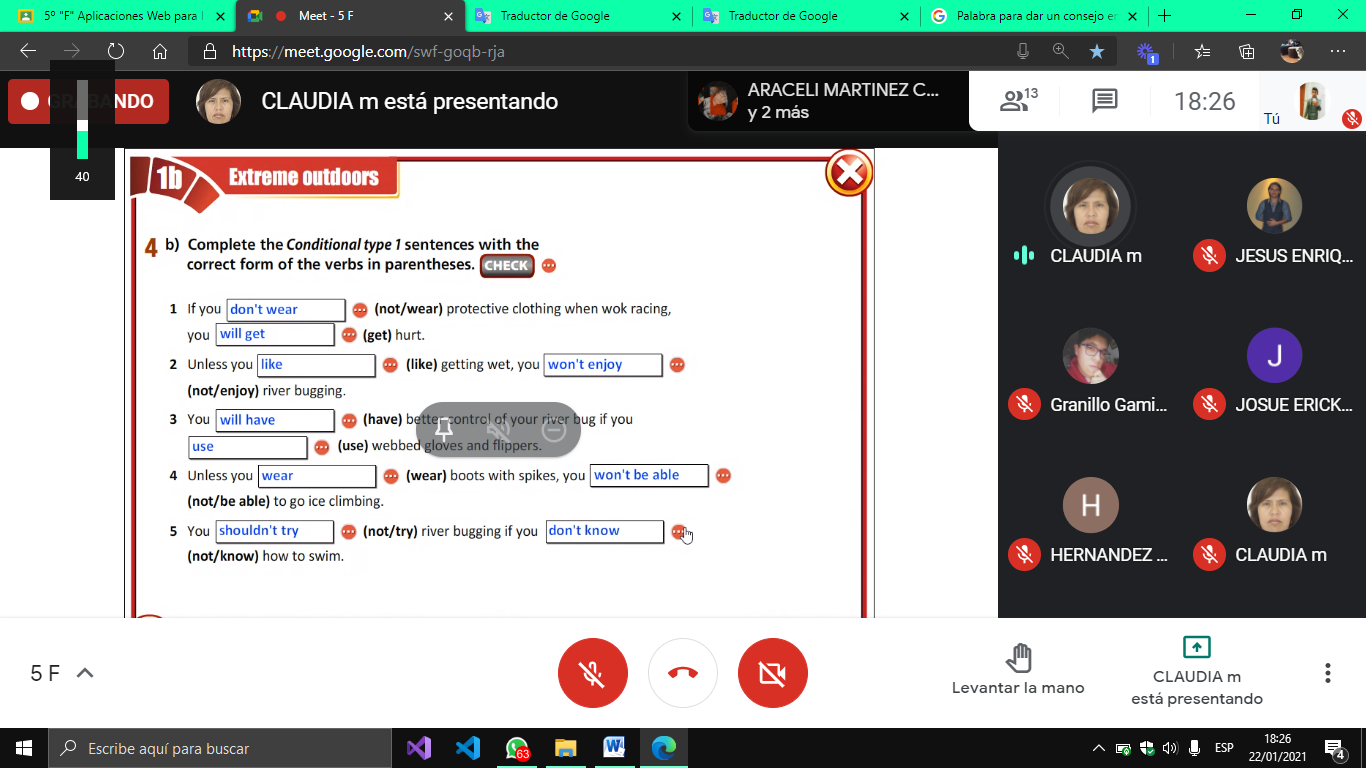 5º "F" Aplicaciones Web para
Meet - 5 F
Traductor de Google
Traductor de Google
Palabra para dar un consejo
https://meet.google.com/swf-goqb-rja
1
GRABANDO
CLAUDIA m está presentando
ARACELI MARTINEZ C...
y 2 más
13
18:26
Tú
40
1b Extreme outdoors
4 b) Complete the Conditional type 1 sentences with the
correct form of the verbs in parentheses. CHECK
1 If you don't wear (not/wear) protective clothing when wok racing,
you will get (get) hurt.
2 Unless you like (like) getting wet, you won't enjoy
(not/enjoy) river bugging.
3 You will have (have) better control of your river bug if you
use (use) webbed gloves and flippers.
4 Unless you wear (wear) boots with spikes, you won't be able
(not/be able) to go ice climbing.
5 You shouldn't try (not/try) river bugging if you don't know
(not/know) how to swim.
CLAUDIA m
JESUS ENRIQ...
Granillo Gami...
J
JOSUE ERICK...
H
HERNANDEZ ...
CLAUDIA m
5 F
Levantar la mano
CLAUDIA m
está presentando
Escribe aquí para buscar
63
ESP
18:26
22/01/2021
4